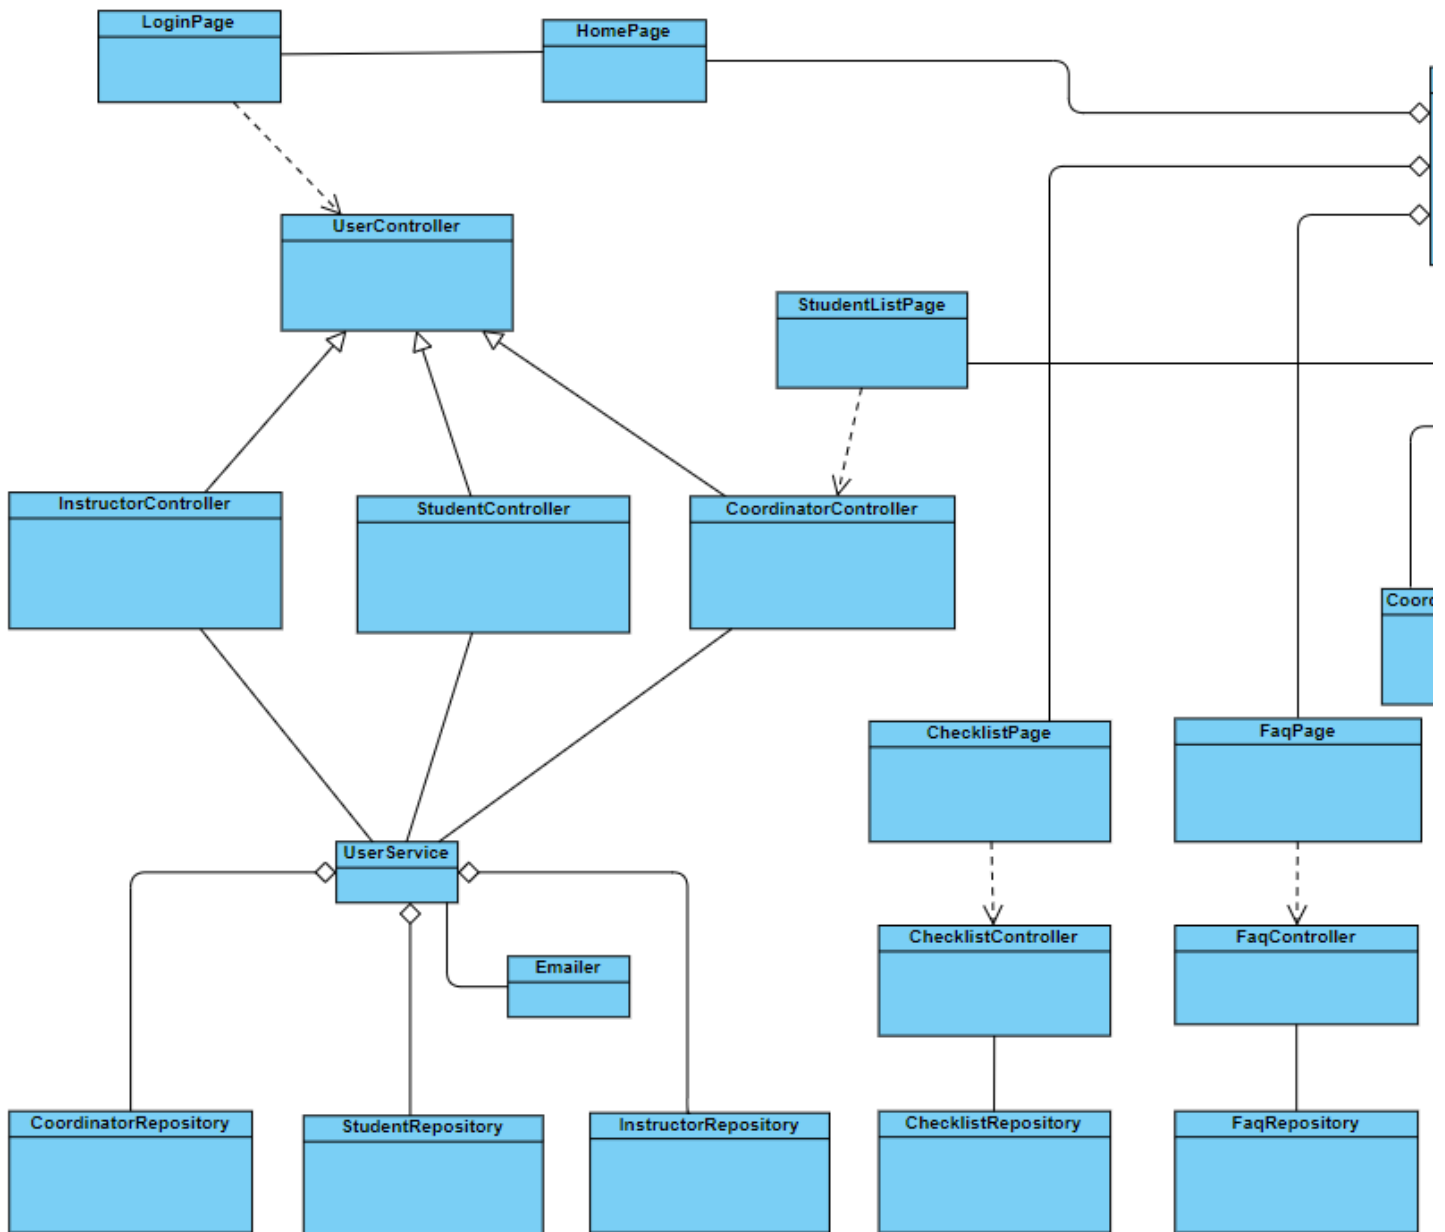 LoginPage
HomePage
UserController
StudentListPage
InstructorController
StudentController
CoordinatorController
ChecklistPage
FaqPage
UserService
ChecklistController
FaqController
Emailer
CoordinatorRepository
StudentRepository
InstructorRepository
ChecklistRepository
FaqRepository